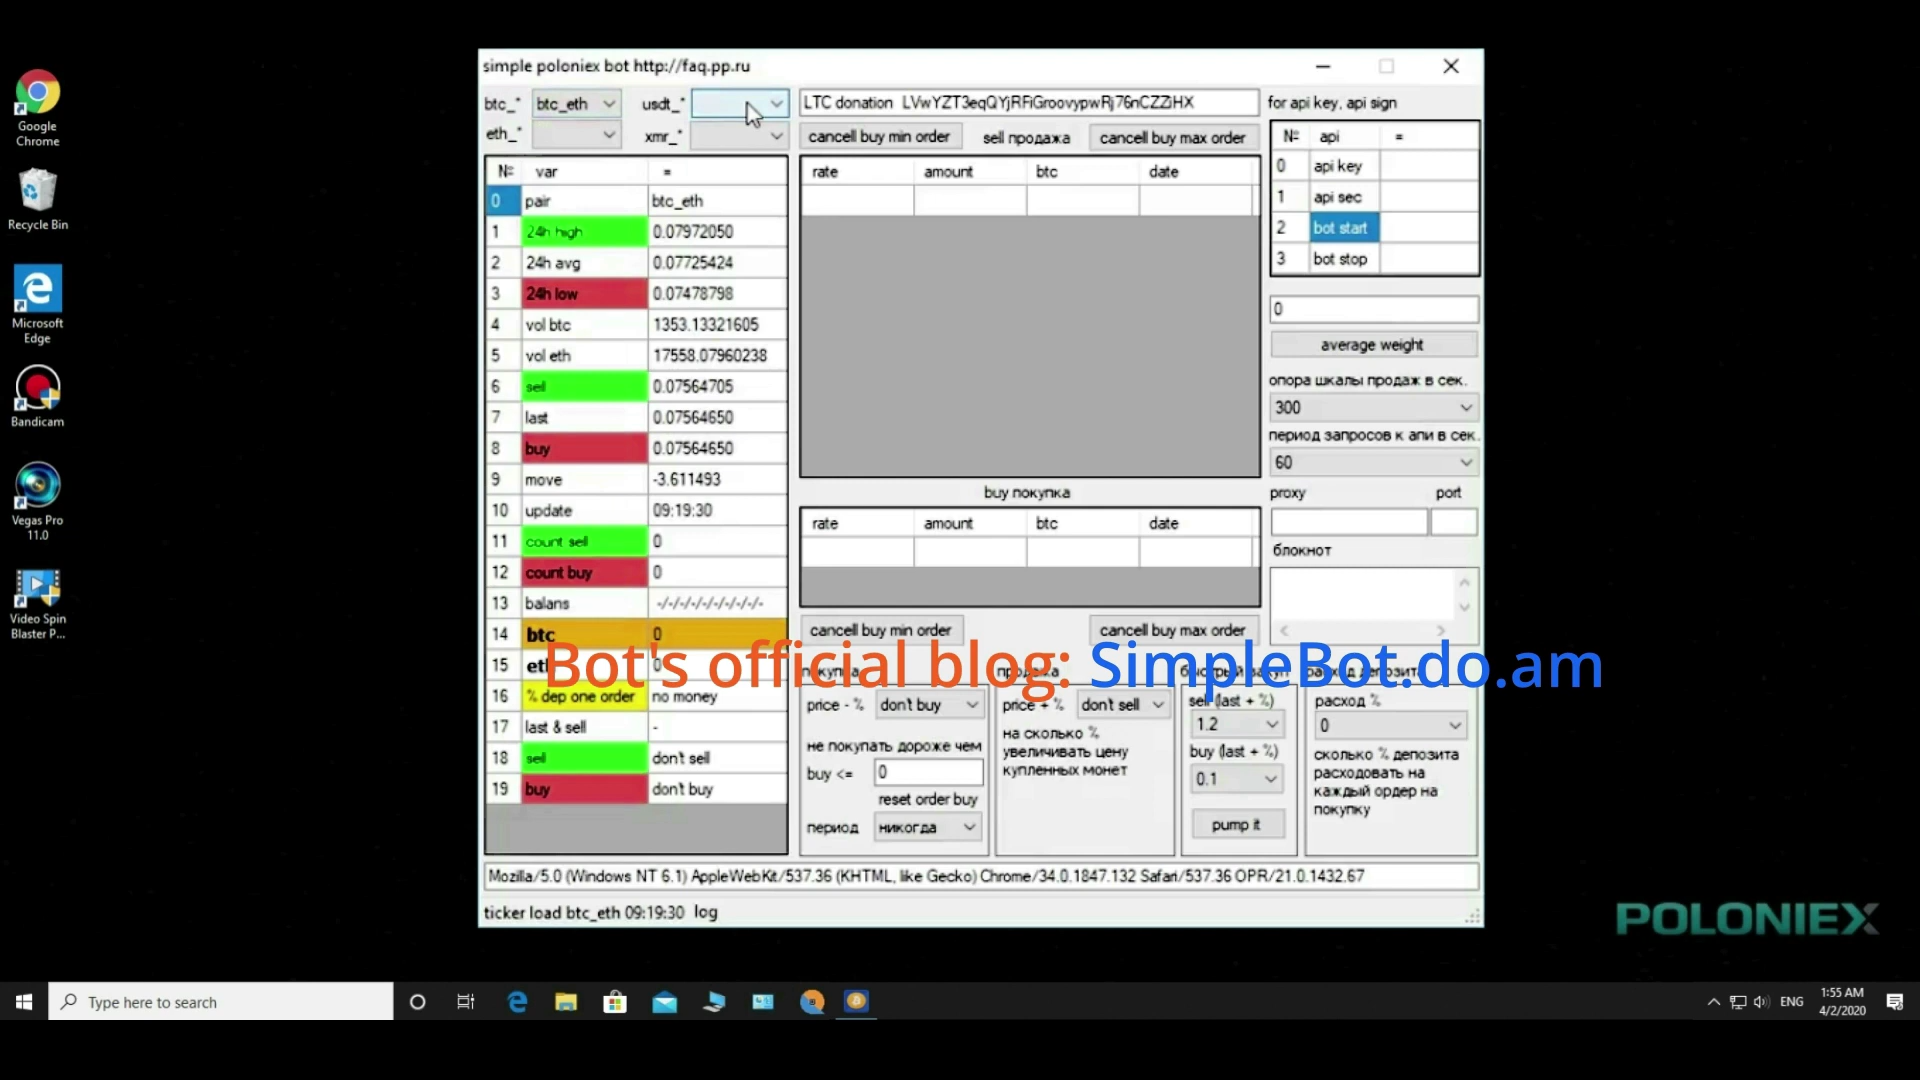 simple poloniex bot http://faq.pp.ru
btc_* btc_eth usdt_*
eth_* xmr_*
LTC donation LVwYZT3eqQYjRFiGroovypwRj76nCZZiHX
for api key, api sign
cancell buy min order sell продажа cancell buy max order
№ var =
0 pair btc_eth
1 24h high 0.07972050
2 24h avg 0.07725424
3 24h low 0.07478798
4 vol btc 1353.13321605
5 vol eth 17558.07960238
6 sell 0.07564705
7 last 0.07564650
8 buy 0.07564650
9 move -3.611493
10 update 09:19:30
11 count sell 0
12 count buy 0
13 balans -/-/-/-/-/-/-/-/-/-
14 btc 0
15 eth 0
16 % dep one order no money
17 last & sell -
18 sell don't sell
19 buy don't buy
rate amount btc date
buy покупка
rate amount btc date
cancell buy min order cancell buy max order
№ api =
0 api key
1 api sec
2 bot start
3 bot stop
0
average weight
опора шкалы продаж в сек.
300
период запросов к апи в сек.
60
proxy port
блокнот
Bot's official blog: SimpleBot.do.am
покупка
price - % don't buy
не покупать дороже чем
buy <= 0
reset order buy
период никогда
продажа
price + % don't sell
на сколько %
увеличивать цену
купленных монет
sell (last + %)
1.2
buy (last + %)
0.1
pump it
расход депозита
расход %
0
сколько % депозита
расходовать на
каждый ордер на
покупку
Mozilla/5.0 (Windows NT 6.1) AppleWebKit/537.36 (KHTML, like Gecko) Chrome/34.0.1847.132 Safari/537.36 OPR/21.0.1432.67
ticker load btc_eth 09:19:30 log
Google
Chrome
Recycle Bin
Microsoft
Edge
Bandicam
Vegas Pro
11.0
Video Spin
Blaster P...
POLONIEX
Type here to search
ENG
1:55 AM
4/2/2020